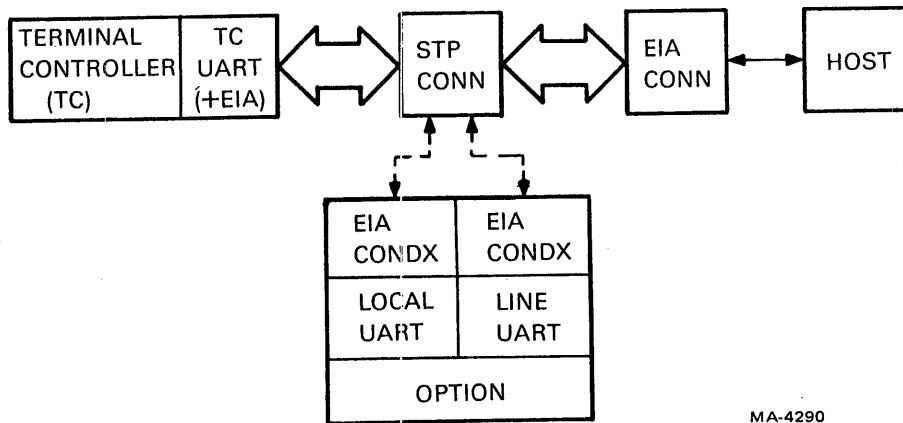 TERMINAL
CONTROLLER
(TC)
TC
UART
(+EIA)
STP
CONN
EIA
CONN
HOST
EIA
CONDX
EIA
CONDX
LOCAL
UART
LINE
UART
OPTION
MA-4290